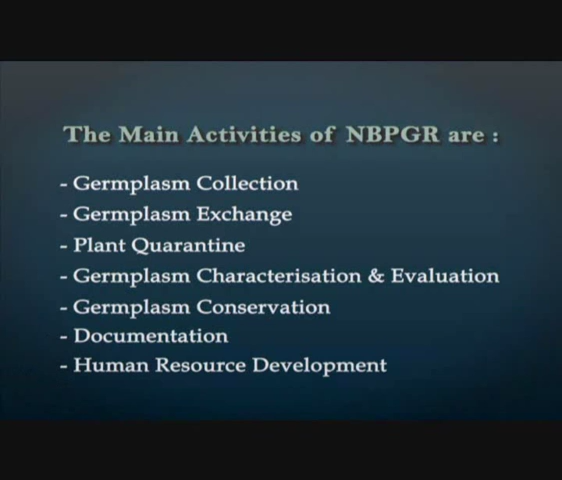 The Main Activities of NBPGR are :
- Germplasm Collection
- Germplasm Exchange
- Plant Quarantine
- Germplasm Characterisation & Evaluation
- Germplasm Conservation
- Documentation
- Human Resource Development